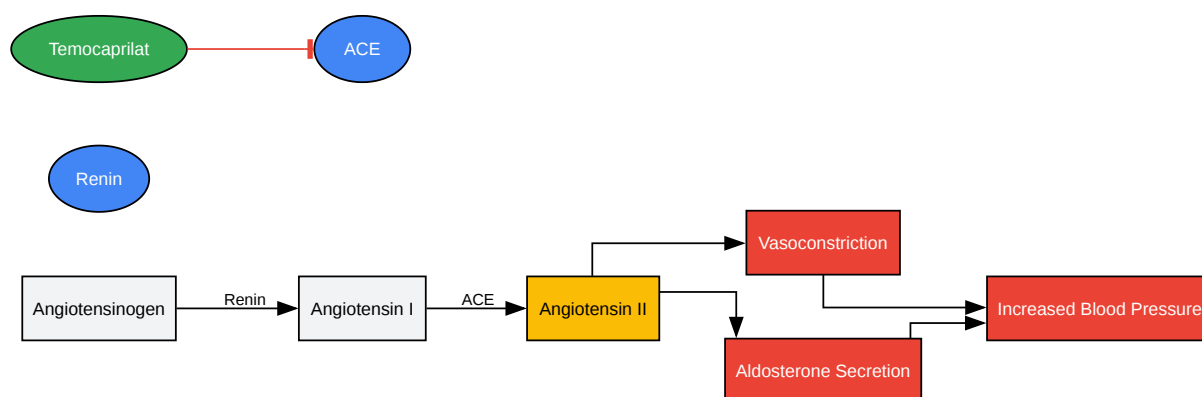 Temocaprilat
ACE
Renin
Vasoconstriction
Angiotensinogen
Renin
Angiotensin I
ACE
Angiotensin II
Increased Blood Pressure
Aldosterone Secretion